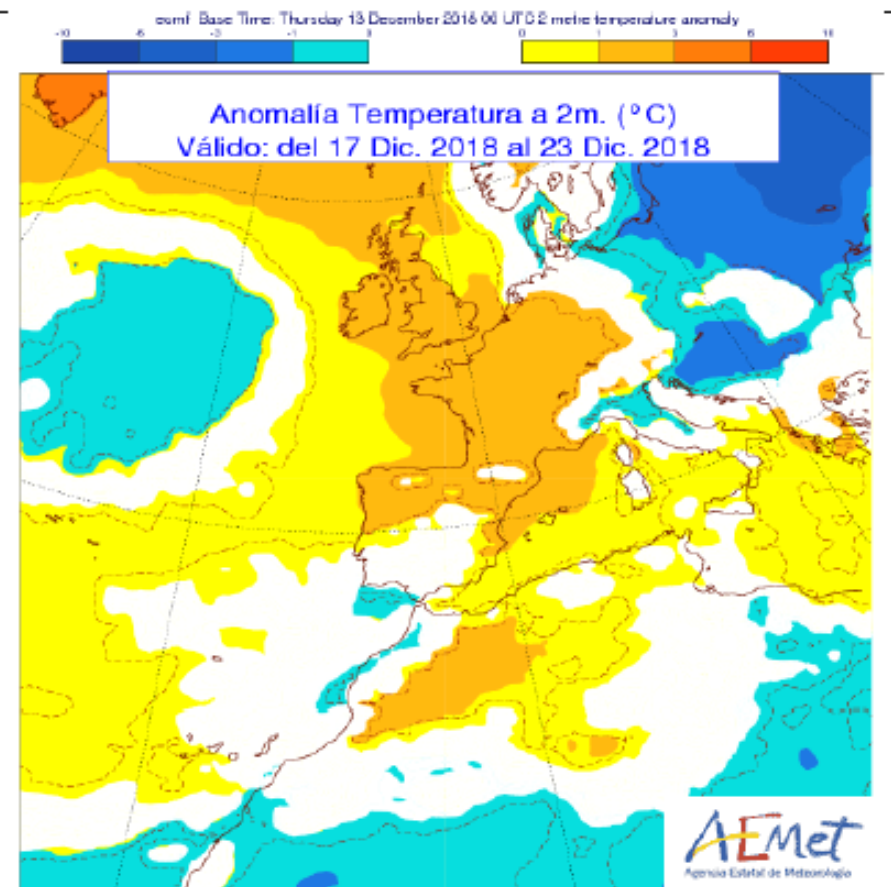 ecmf Base Time: Thursday 13 December 2018 00 UTC 2 metre temperature anomaly
-10 -6 -3 -1 0 0 1 3 6 10
Anomalía Temperatura a 2m. (ºC)
Válido: del 17 Dic. 2018 al 23 Dic. 2018
AEMet
Agencia Estatal de Meteorología